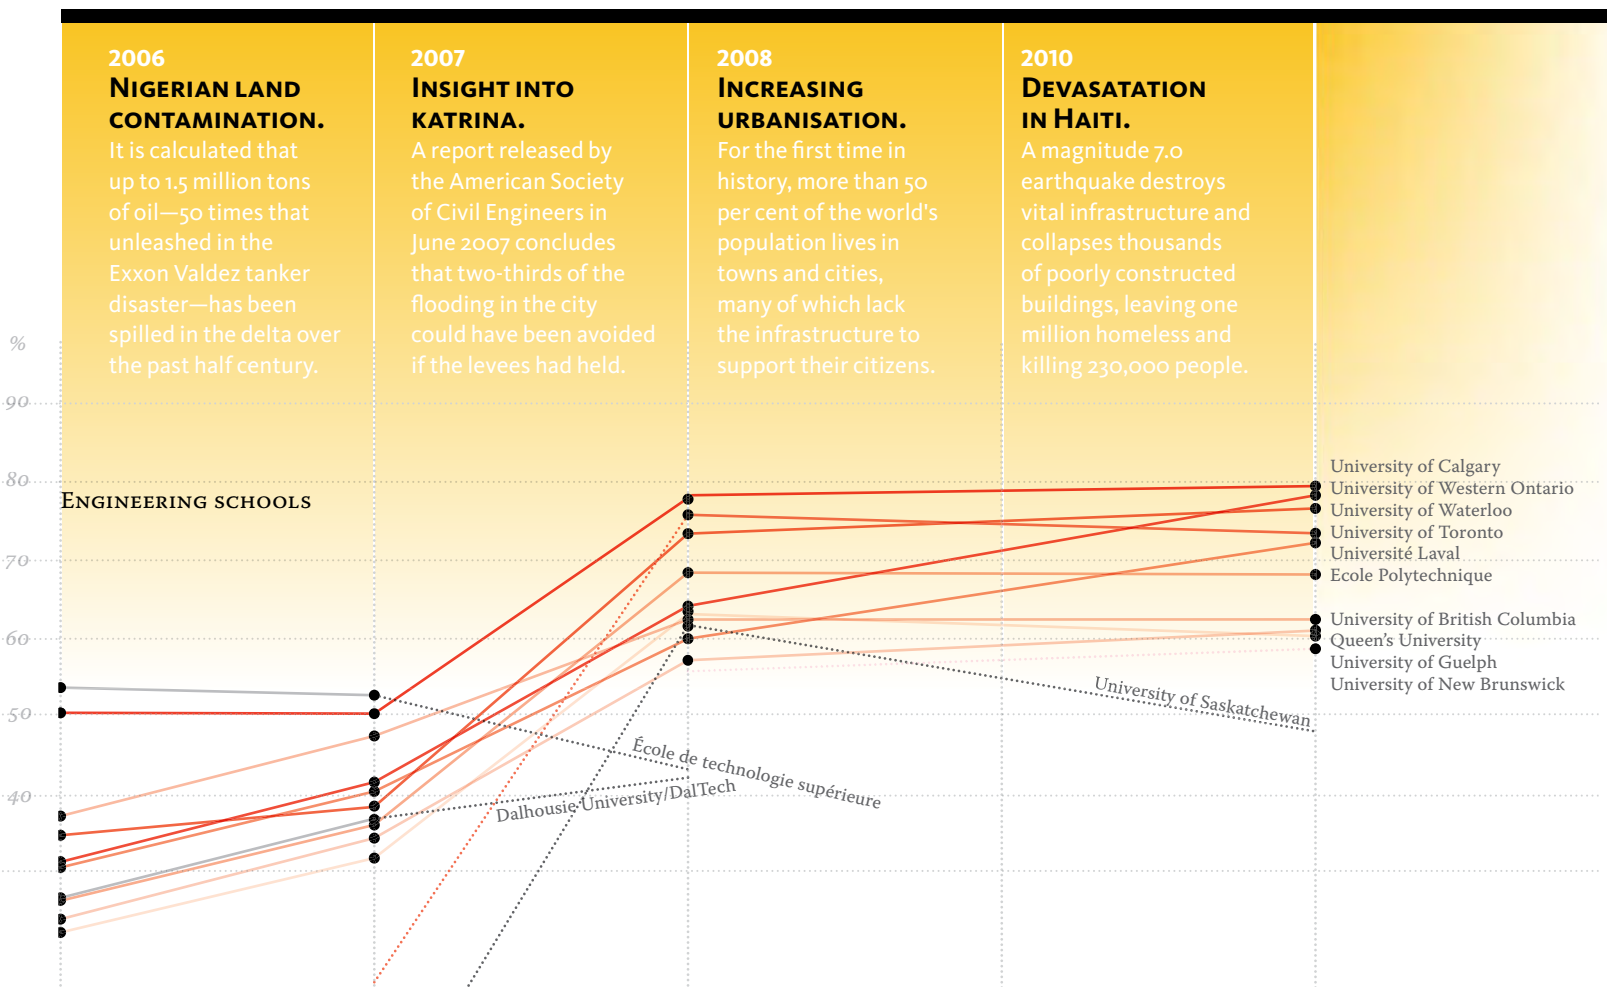 2006
Nigerian land
contamination.
It is calculated that
up to 1.5 million tons
of oil—50 times that
unleashed in the
Exxon Valdez tanker
disaster—has been
spilled in the delta over
the past half century.
2007
Insight into
Katrina.
A report released by
the American Society
of Civil Engineers in
June 2007 concludes
that two-thirds of the
flooding in the city
could have been avoided
if the levees had held.
2008
Increasing
urbanisation.
For the first time in
history, more than 50
per cent of the world's
population lives in
towns and cities,
many of which lack
the infrastructure to
support their citizens.
2010
Devasatation
in Haiti.
A magnitude 7.0
earthquake destroys
vital infrastructure and
collapses thousands
of poorly constructed
buildings, leaving one
million homeless and
killing 230,000 people.
%
90
80
70
60
50
40
Engineering schools
University of Calgary
University of Western Ontario
University of Waterloo
University of Toronto
Université Laval
Ecole Polytechnique
University of British Columbia
Queen's University
University of Guelph
University of New Brunswick
University of Saskatchewan
École de technologie supérieure
Dalhousie University/DalTech